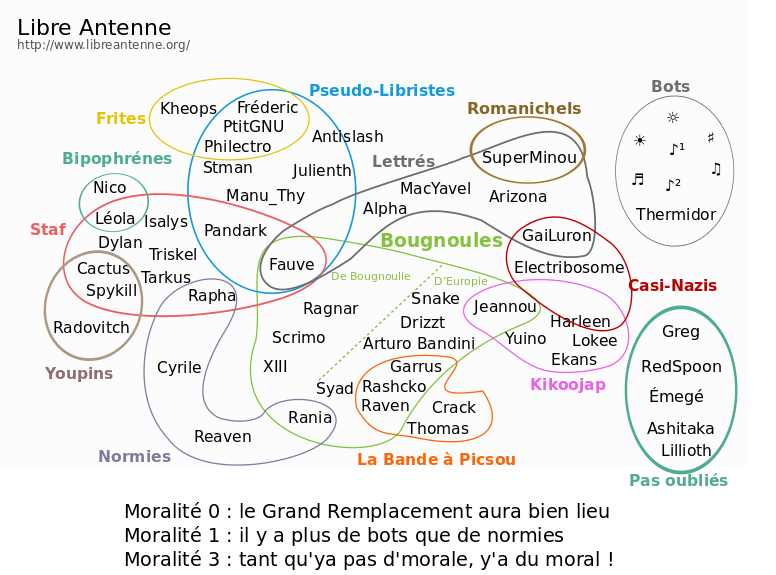 Libre Antenne
http://www.libreantenne.org/
Pseudo-Libristes
Bots
Frites
Kheops
Fréderic
PtitGNU
Philectro
Romanichels
Antislash
☼
☀
♪¹
♯
♬
♪²
♫
Thermidor
Bipophrénes
Stman
Julienth
Lettrés
SuperMinou
Nico
Manu_Thy
MacYavel
Arizona
Léola
Isalys
Alpha
Staf
Dylan
Pandark
Bougnoules
GaiLuron
Triskel
Cactus
Tarkus
Fauve
De Bougnoulie
D'Europie
Electribosome
Spykill
Rapha
Casi-Nazis
Radovitch
Ragnar
Snake
Jeannou
Scrimo
Drizzt
Harleen
Greg
Arturo Bandini
Yuino
Lokee
Youpins
Cyrile
XIII
Garrus
Ekans
RedSpoon
Syad
Rashcko
Kikoojap
Émegé
Raven
Crack
Rania
Thomas
Ashitaka
Reaven
Lillioth
Normies
La Bande à Picsou
Pas oubliés
Moralité 0 : le Grand Remplacement aura bien lieu
Moralité 1 : il y a plus de bots que de normies
Moralité 3 : tant qu'ya pas d'morale, y'a du moral !